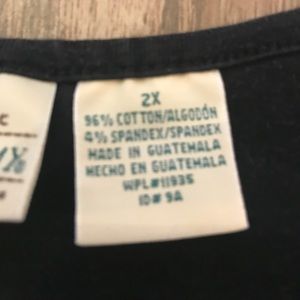 2X
96% COTTON/ALGODÓN
4% SPANDEX/SPANDEX
MADE IN GUATEMALA
HECHO EN GUATEMALA
WPL#11935
ID# 9A
C